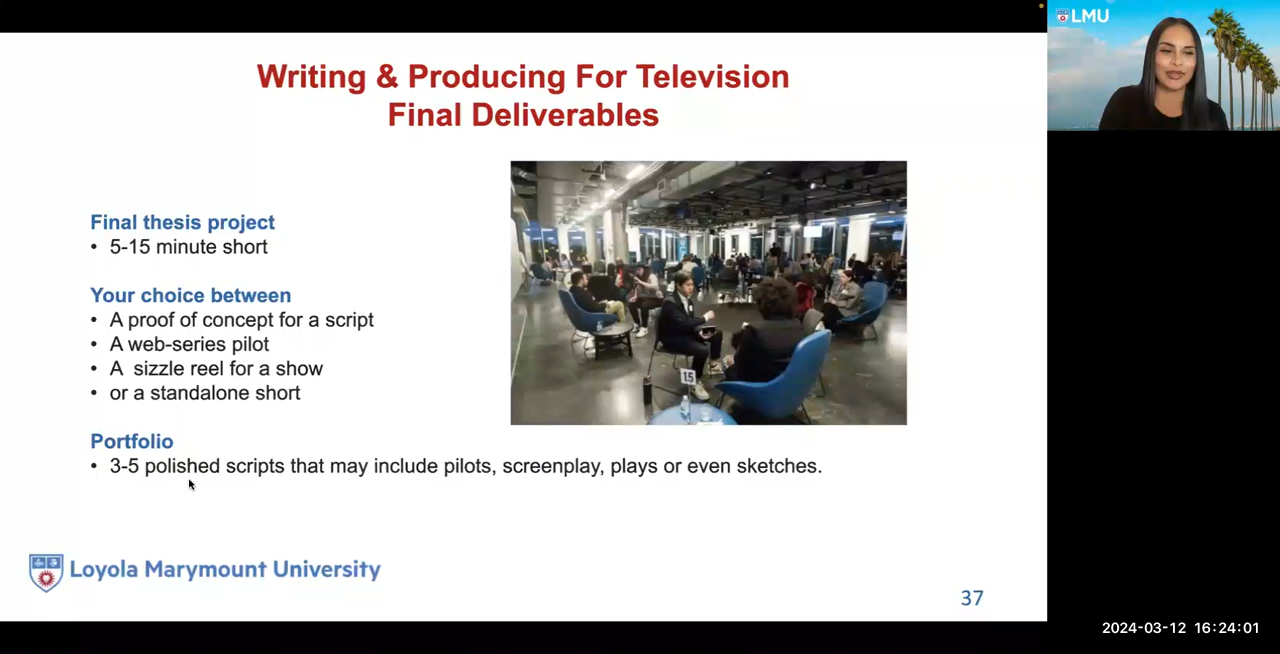 LMU
Writing & Producing For Television
Final Deliverables
Final thesis project
• 5-15 minute short
Your choice between
• A proof of concept for a script
• A web-series pilot
• A sizzle reel for a show
• or a standalone short
15
Portfolio
• 3-5 polished scripts that may include pilots, screenplay, plays or even sketches.
Loyola Marymount University
37
2024-03-12 16:24:01